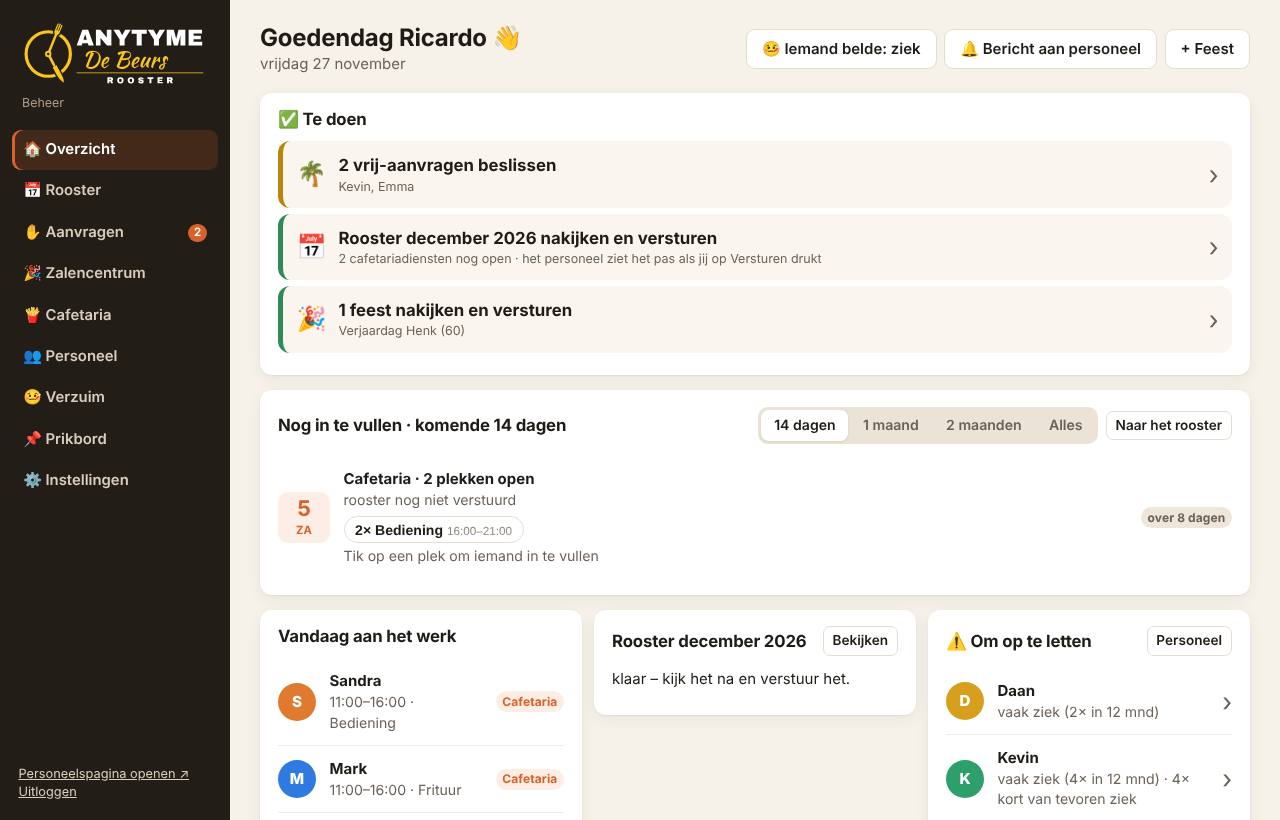 ANYTYME
De Beurs
ROOSTER
Beheer
Overzicht
Rooster
Aanvragen 2
Zalencentrum
Cafetaria
Personeel
Verzuim
Prikbord
Instellingen
Personeelspagina openen ↗
Uitloggen
Goedendag Ricardo 👋
vrijdag 27 november
🤒 Iemand belde: ziek
🔔 Bericht aan personeel
+ Feest
✅ Te doen
2 vrij-aanvragen beslissen
Kevin, Emma
Rooster december 2026 nakijken en versturen
2 cafetariadiensten nog open · het personeel ziet het pas als jij op Versturen drukt
1 feest nakijken en versturen
Verjaardag Henk (60)
Nog in te vullen · komende 14 dagen
14 dagen 1 maand 2 maanden Alles
Naar het rooster
5
ZA
Cafetaria · 2 plekken open
rooster nog niet verstuurd
2× Bediening 16:00–21:00
Tik op een plek om iemand in te vullen
over 8 dagen
Vandaag aan het werk
S
Sandra
11:00–16:00 ·
Bediening
Cafetaria
M
Mark
11:00–16:00 · Frituur
Cafetaria
Rooster december 2026
Bekijken
klaar – kijk het na en verstuur het.
⚠️ Om op te letten
Personeel
D
Daan
vaak ziek (2× in 12 mnd)
K
Kevin
vaak ziek (4× in 12 mnd) · 4×
kort van tevoren ziek